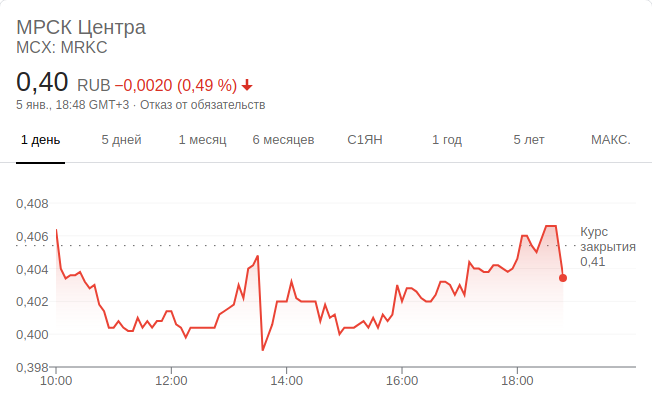 МРСК Центра
MCX: MRKC
0,40 RUB −0,0020 (0,49 %)
5 янв., 18:48 GMT+3 · Отказ от обязательств
1 день 5 дней 1 месяц 6 месяцев С1ЯН 1 год 5 лет МАКС.
0,408
0,406
0,404
0,402
0,400
0,398
Курс
закрытия
0,41
10:00 12:00 14:00 16:00 18:00